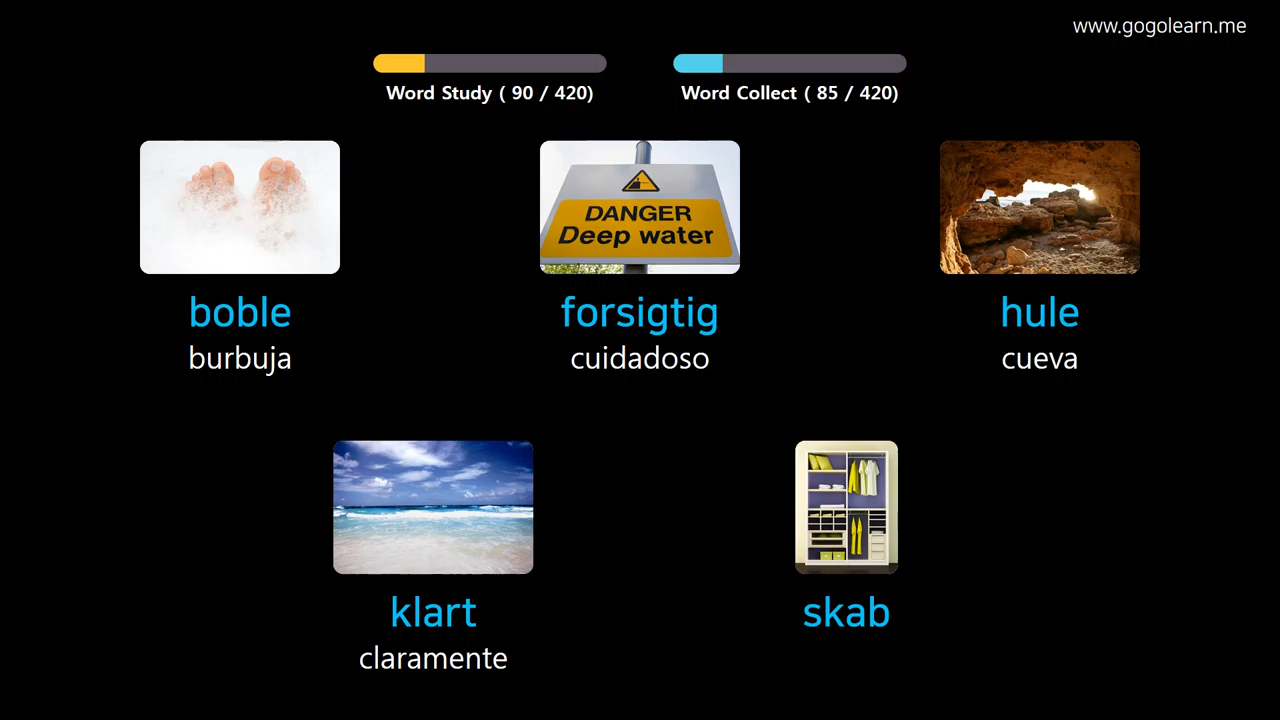 www.gogolearn.me
Word Study ( 90 / 420)
Word Collect ( 85 / 420)
DANGER
Deep water
boble
forsigtig
hule
burbuja
cuidadoso
cueva
klart
skab
claramente